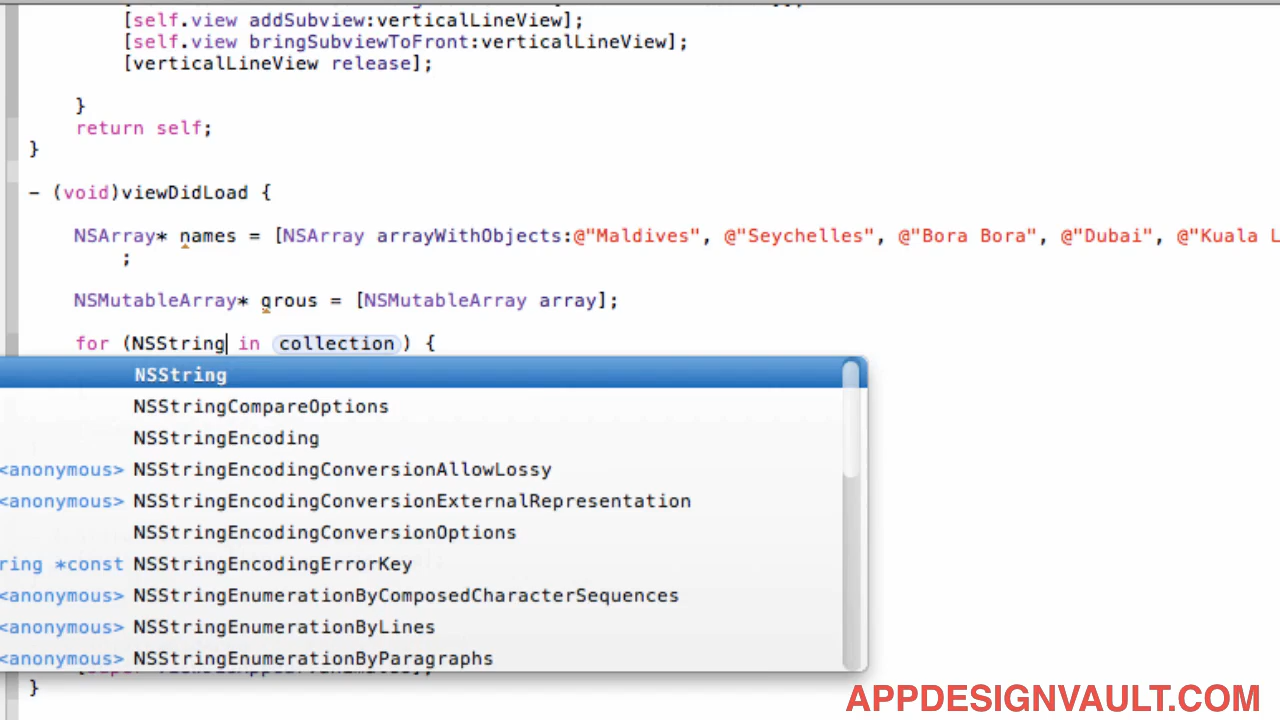 [self.view addSubview:verticalLineView];
[self.view bringSubviewToFront:verticalLineView];
[verticalLineView release];
}
return self;
}
- (void)viewDidLoad {
NSArray* names = [NSArray arrayWithObjects:@"Maldives", @"Seychelles", @"Bora Bora", @"Dubai", @"Kuala L
;
NSMutableArray* grous = [NSMutableArray array];
for (NSString in collection) {
NSString
NSStringCompareOptions
NSStringEncoding
<anonymous> NSStringEncodingConversionAllowLossy
<anonymous> NSStringEncodingConversionExternalRepresentation
NSStringEncodingConversionOptions
ring *const NSStringEncodingErrorKey
<anonymous> NSStringEnumerationByComposedCharacterSequences
<anonymous> NSStringEnumerationByLines
<anonymous> NSStringEnumerationByParagraphs
}
APPDESIGNVAULT.COM